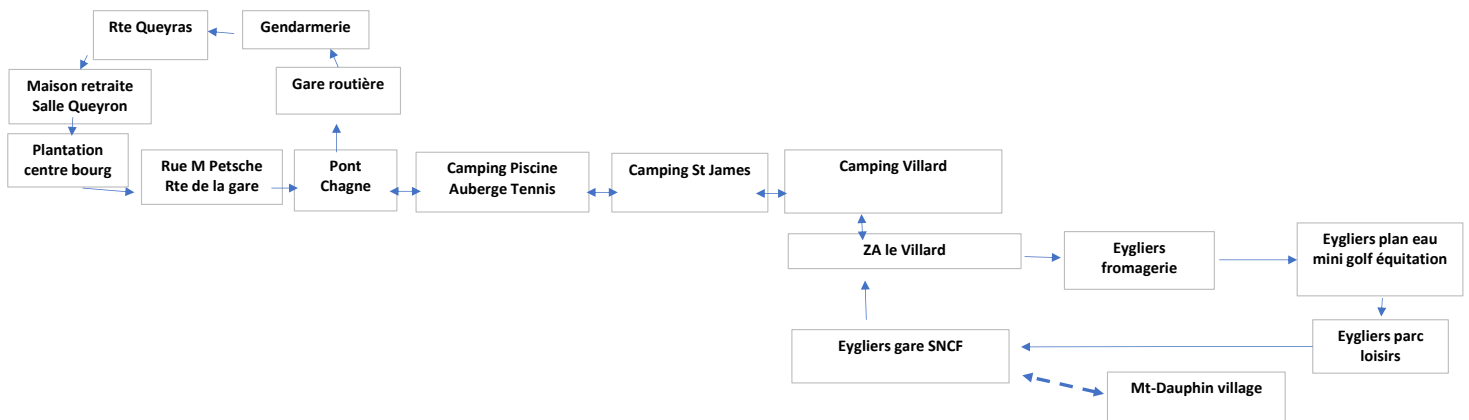 Rte Queyras
Gendarmerie
Maison retraite
Salle Queyron
Gare routière
Plantation
centre bourg
Rue M Petsche
Rte de la gare
Pont
Chagne
Camping Piscine
Auberge Tennis
Camping St James
Camping Villard
ZA le Villard
Eygliers
fromagerie
Eygliers plan eau
mini golf équitation
Eygliers gare SNCF
Eygliers parc
loisirs
Mt-Dauphin village